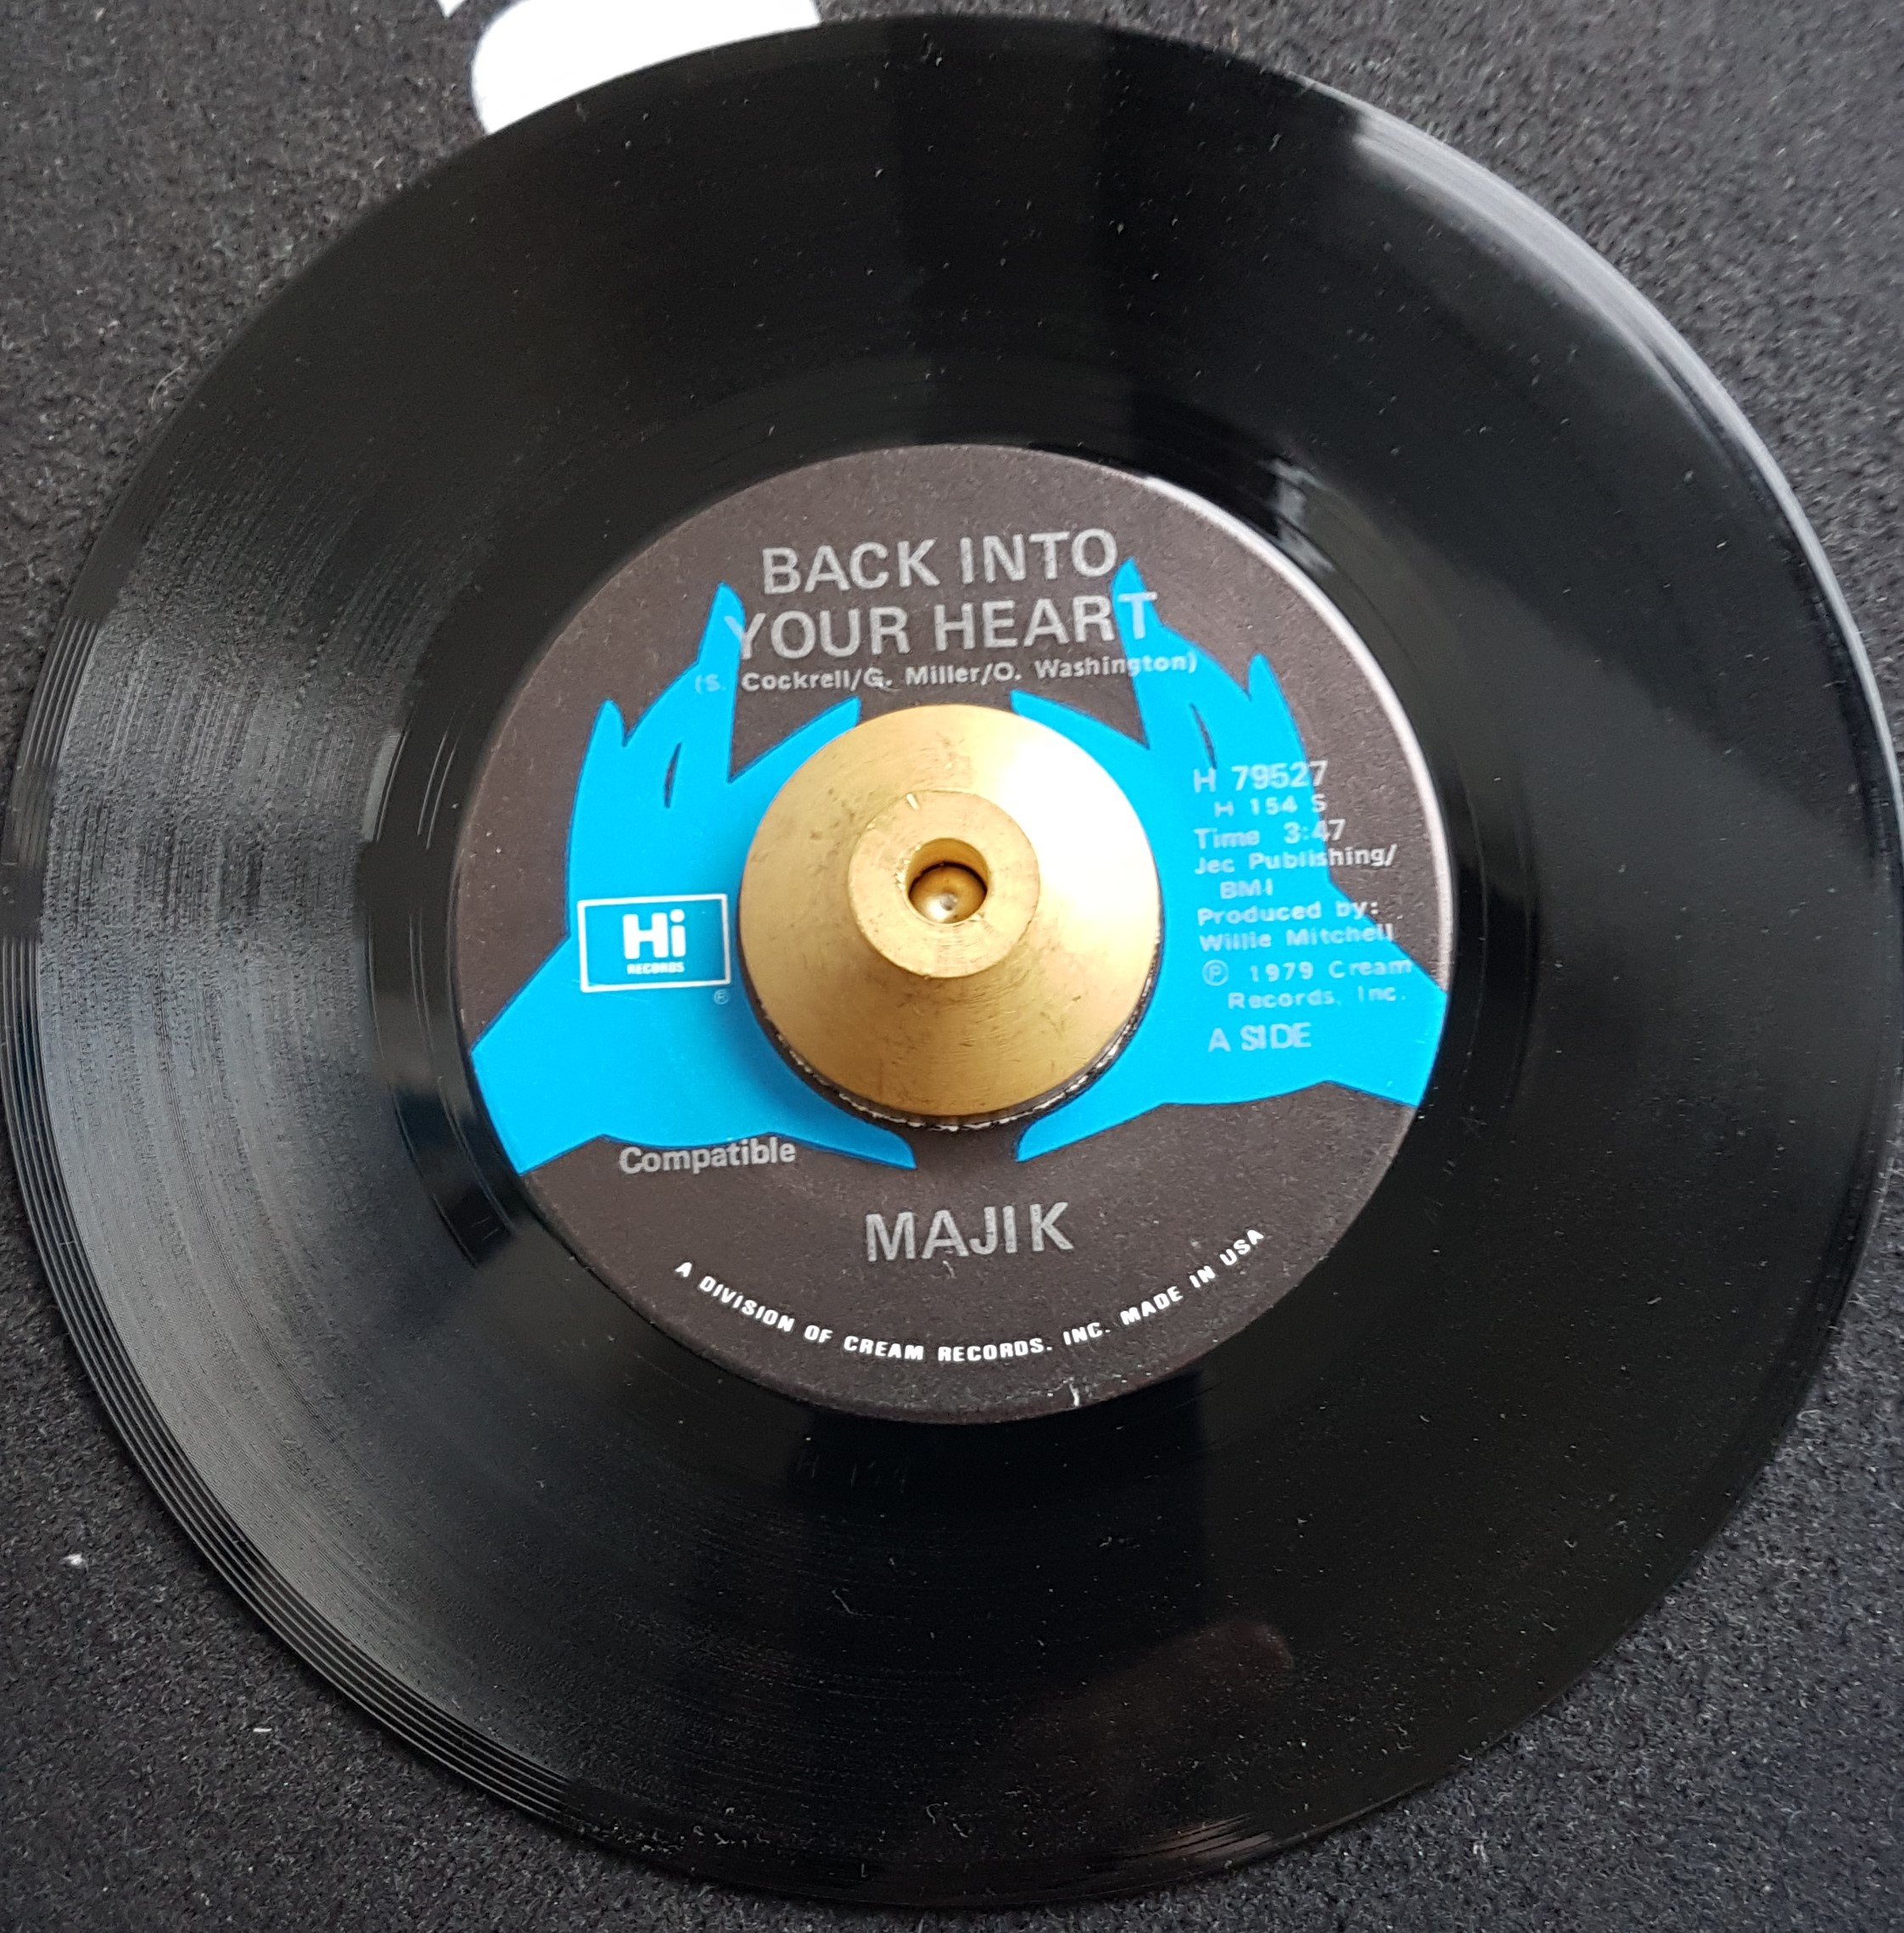 BACK INTO
YOUR HEART
(S. Cockrell/G. Miller/O. Washington)
H 79527
H 154 S
Time 3:47
Jec Publishing/
BMI
Produced by:
Willie Mitchell
Ⓟ 1979 Cream
Records, Inc.
A SIDE
Hi
RECORDS
®
Compatible
MAJIK
A DIVISION OF CREAM RECORDS, INC. MADE IN USA